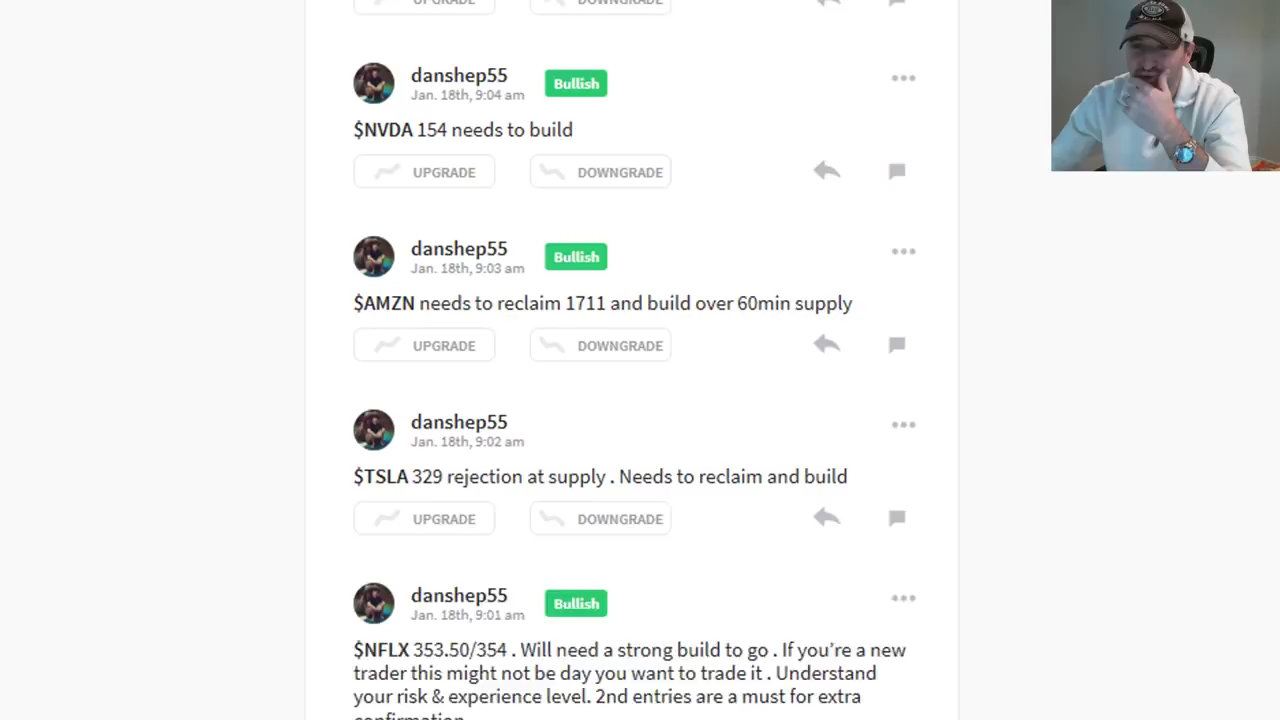 UPGRADE
DOWNGRADE
danshep55
Bullish
Jan. 18th, 9:04 am
$NVDA 154 needs to build
UPGRADE
DOWNGRADE
danshep55
Bullish
Jan. 18th, 9:03 am
$AMZN needs to reclaim 1711 and build over 60min supply
UPGRADE
DOWNGRADE
danshep55
Jan. 18th, 9:02 am
$TSLA 329 rejection at supply . Needs to reclaim and build
UPGRADE
DOWNGRADE
danshep55
Bullish
Jan. 18th, 9:01 am
$NFLX 353.50/354 . Will need a strong build to go . If you’re a new
trader this might not be day you want to trade it . Understand
your risk & experience level. 2nd entries are a must for extra
confirmation